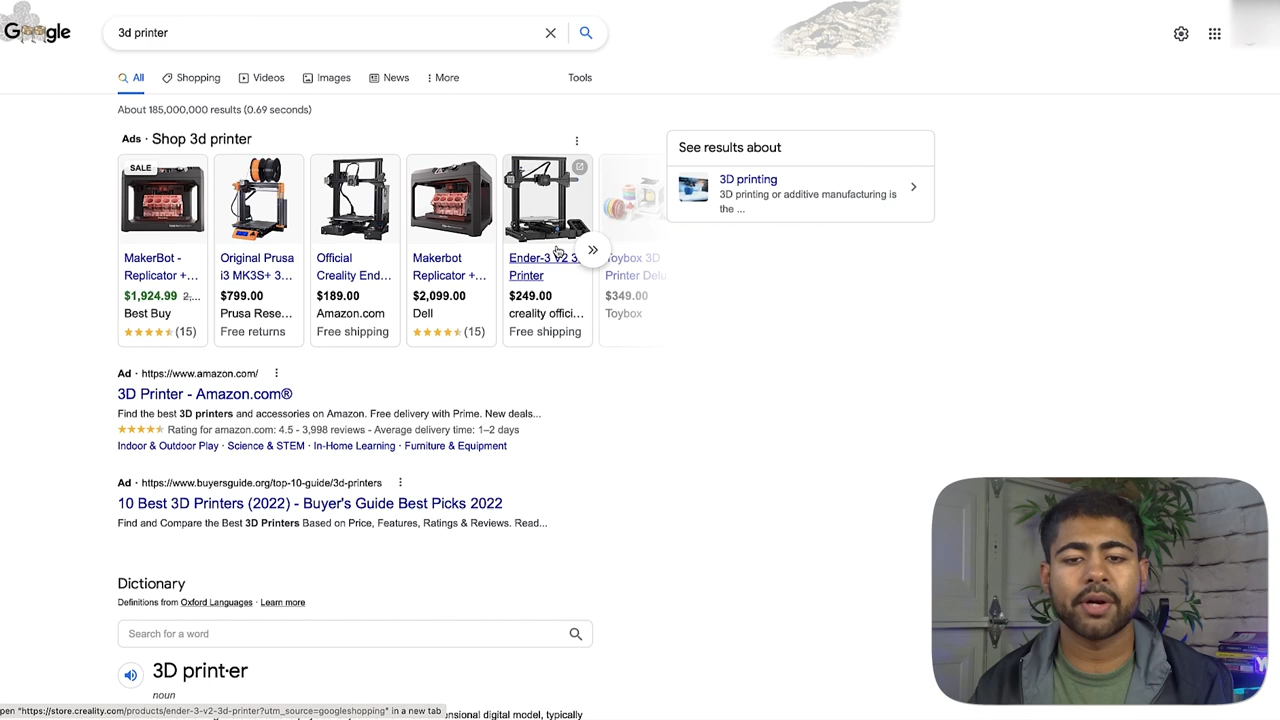 Google
3d printer
All
Shopping
Videos
Images
News
More
Tools
About 185,000,000 results (0.69 seconds)
Ads · Shop 3d printer
SALE
MakerBot -
Replicator +...
$1,924.99 2,...
Best Buy
(15)
Original Prusa
i3 MK3S+ 3...
$799.00
Prusa Rese...
Free returns
Official
Creality End...
$189.00
Amazon.com
Free shipping
Makerbot
Replicator +...
$2,099.00
Dell
(15)
Ender-3 V2 3
Printer
$249.00
creality offici...
Free shipping
Toybox 3D
Printer Delu
$349.00
Toybox
See results about
3D printing
3D printing or additive manufacturing is
the ...
Ad · https://www.amazon.com/
3D Printer - Amazon.com®
Find the best 3D printers and accessories on Amazon. Free delivery with Prime. New deals...
Rating for amazon.com: 4.5 - 3,998 reviews - Average delivery time: 1–2 days
Indoor & Outdoor Play · Science & STEM · In-Home Learning · Furniture & Equipment
Ad · https://www.buyersguide.org/top-10-guide/3d-printers
10 Best 3D Printers (2022) - Buyer's Guide Best Picks 2022
Find and Compare the Best 3D Printers Based on Price, Features, Ratings & Reviews. Read...
Dictionary
Definitions from Oxford Languages · Learn more
Search for a word
3D print·er
noun
pen "https://store.creality.com/products/ender-3-v2-3d-printer?utm_source=googleshopping" in a new tab
ensional digital model, typically